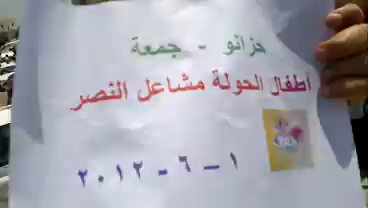 حزانو - جمعة
اطفال الحولة مشاعل النصر
١ - ٦ - ٢٠١٢